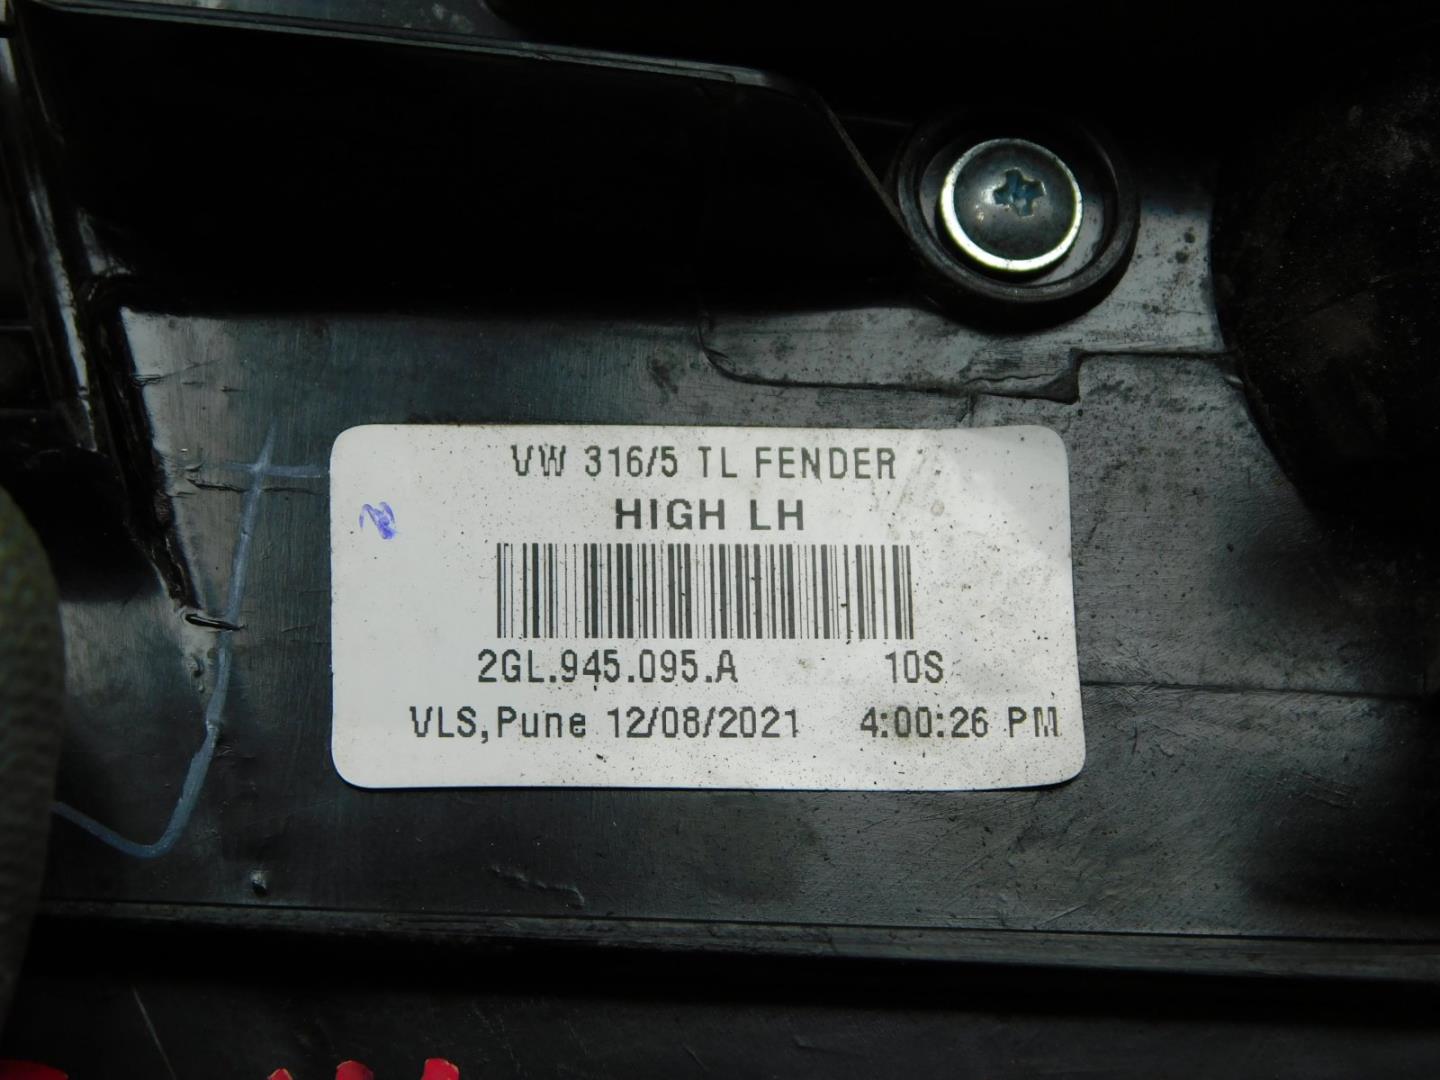 VW 316/5 TL FENDER
HIGH LH
2GL.945.095.A 10S
VLS,Pune 12/08/2021 4:00:26 PM